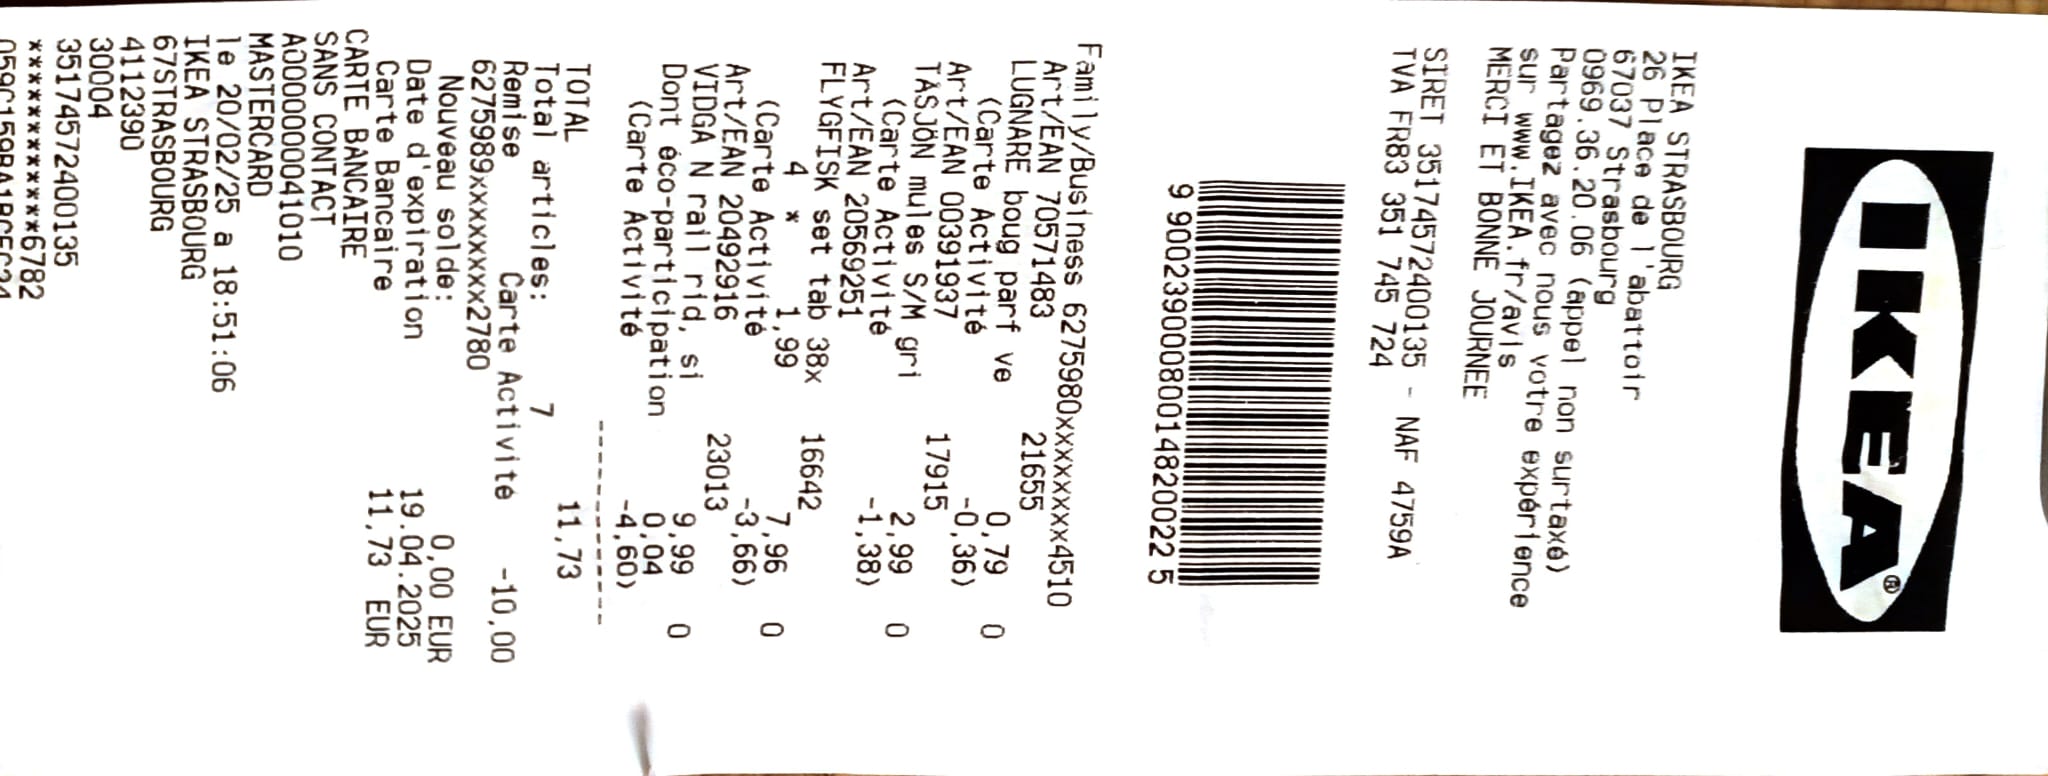 IKEA®
IKEA STRASBOURG
26 Place de l'abattoir
67037 Strasbourg
0969.36.20.06 (appel non surtaxé)
Partagez avec nous votre expérience
sur www.IKEA.fr/avis
MERCI ET BONNE JOURNEE
SIRET 35174572400135 - NAF 4759A
TVA FR83 351 745 724
9 900239000800148200225
Family/Business 6275980xxxxxxxxx4510
Art/EAN 70571483 21655
LUGNARE boug parf ve 0,79 0
(Carte Activité -0,36)
Art/EAN 00391937 17915
TÅSJÖN mules S/M gri 2,99 0
(Carte Activité -1,38)
Art/EAN 20569251 16642
FLYGFISK set tab 38x
4 * 1,99 7,96 0
(Carte Activité -3,66)
Art/EAN 20492916 23013
VIDGA N rail rid, si 9,99 0
Dont éco-participation 0,04
(Carte Activité -4,60)
TOTAL 11,73
Total articles: 7
Remise Carte Activité -10,00
6275989xxxxxxxxx2780
Nouveau solde: 0,00 EUR
Date d'expiration 19.04.2025
Carte Bancaire 11,73 EUR
CARTE BANCAIRE
SANS CONTACT
A0000000041010
MASTERCARD
le 20/02/25 a 18:51:06
IKEA STRASBOURG
67STRASBOURG
4112390
30004
35174572400135
************6782